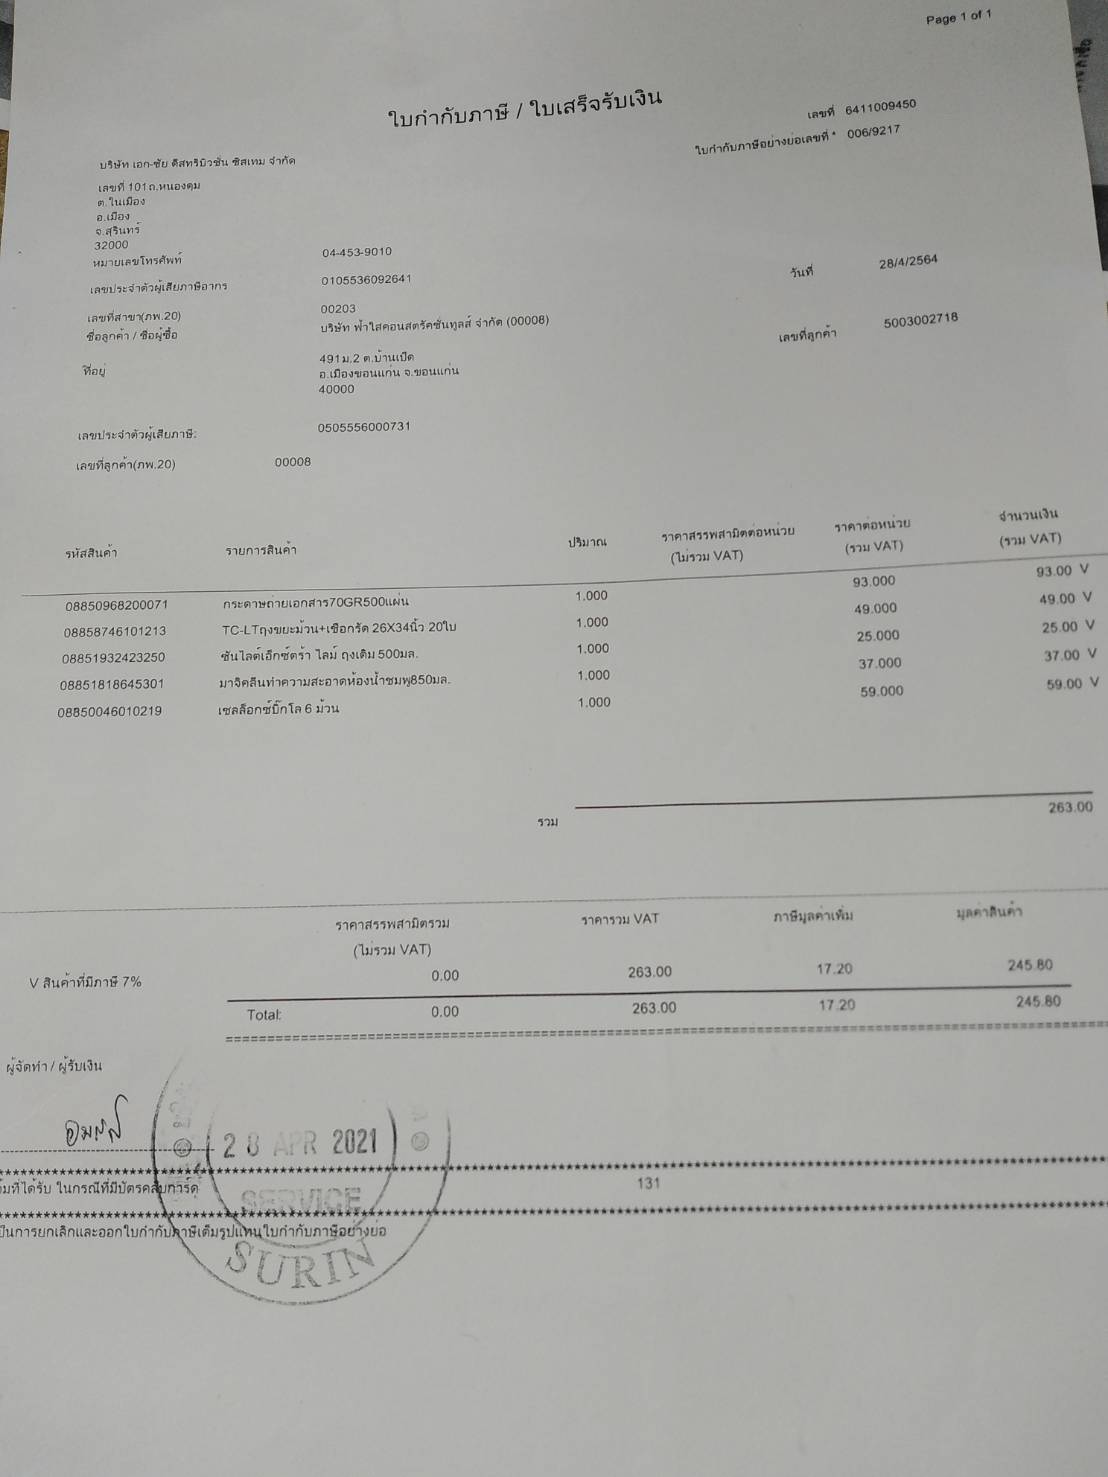 Page 1 of 1
ใบกำกับภาษี / ใบเสร็จรับเงิน
เลขที่ 6411009450
ใบกำกับภาษีอย่างย่อเลขที่ * 006/9217
บริษัท เอก-ชัย ดีสทริบิวชั่น ซิสเทม จำกัด
เลขที่ 101 ถ.หนองตุม
ต.ในเมือง
อ.เมือง
จ.สุรินทร์
32000
หมายเลขโทรศัพท์ 04-453-9010
เลขประจำตัวผู้เสียภาษีอากร 0105536092641
วันที่ 28/4/2564
เลขที่สาขา(ภพ.20) 00203
ชื่อลูกค้า / ชื่อผู้ซื้อ บริษัท ฟ้าใสคอนสตรัคชั่นทูลส์ จำกัด (00008)
เลขที่ลูกค้า 5003002718
ที่อยู่ 491 ม.2 ต.บ้านเป็ด
อ.เมืองขอนแก่น จ.ขอนแก่น
40000
เลขประจำตัวผู้เสียภาษี: 0505556000731
เลขที่ลูกค้า(ภพ.20) 00008
รหัสสินค้า รายการสินค้า ปริมาณ ราคาสรรพสามิตต่อหน่วย ราคาต่อหน่วย จำนวนเงิน
(ไม่รวม VAT) (รวม VAT) (รวม VAT)
08850968200071 กระดาษถ่ายเอกสาร70GR500แผ่น 1.000 93.000 93.00 V
08858746101213 TC-LTถุงขยะม้วน+เชือกรัด 26X34นิ้ว 20ใบ 1.000 49.000 49.00 V
08851932423250 ซันไลต์เอ็กซ์ตร้า ไลม์ ถุงเติม 500มล. 1.000 25.000 25.00 V
08851818645301 มาจิคลีนทำความสะอาดห้องน้ำชมพู850มล. 1.000 37.000 37.00 V
08850046010219 เซลล็อกซ์บิ๊กโล 6 ม้วน 1.000 59.000 59.00 V
รวม 263.00
ราคาสรรพสามิตรวม ราคารวม VAT ภาษีมูลค่าเพิ่ม มูลค่าสินค้า
(ไม่รวม VAT)
V สินค้าที่มีภาษี 7% 0.00 263.00 17.20 245.80
Total: 0.00 263.00 17.20 245.80
ผู้จัดทำ / ผู้รับเงิน
28 APR 2021
ที่ได้รับ ในกรณีที่มีบัตรคลับการ์ด 131
SERVICE
เป็นการยกเลิกและออกใบกำกับภาษีเต็มรูปแทนใบกำกับภาษีอย่างย่อ
SURIN